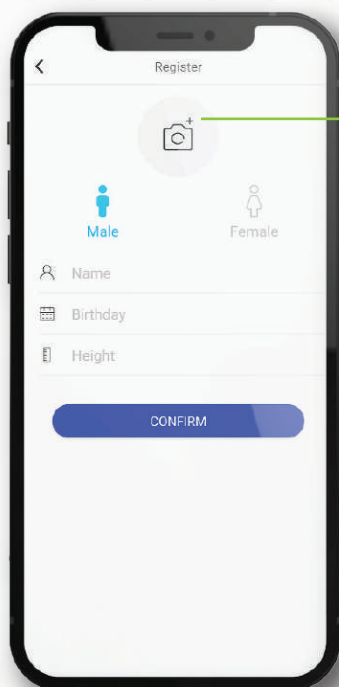 Register
Male
Female
Name
Birthday
Height
CONFIRM